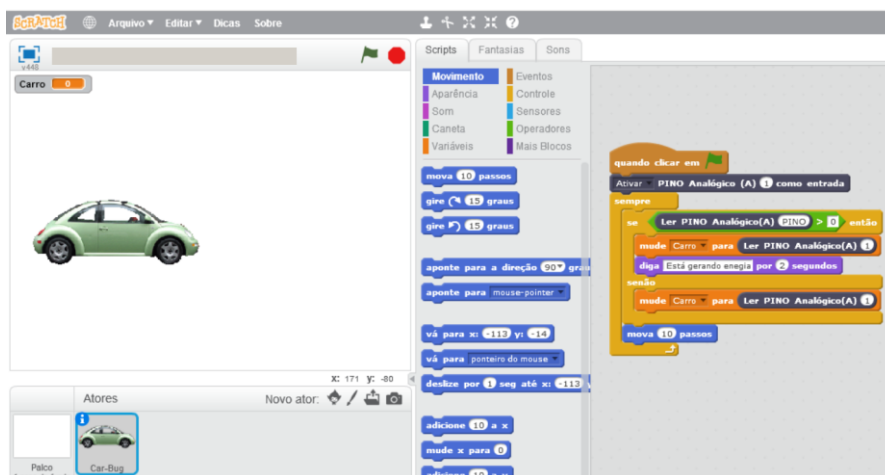 SCRATCH Arquivo▼ Editar▼ Dicas Sobre
v448
Carro 0
X: 171 y: -80
Atores Novo ator:
Palco
Car-Bug
Scripts Fantasias Sons
Movimento Eventos
Aparência Controle
Som Sensores
Caneta Operadores
Variáveis Mais Blocos
mova 10 passos
gire 15 graus
gire 15 graus
aponte para a direção 90▼ grau
aponte para mouse-pointer
vá para x: -113 y: -14
vá para ponteiro do mouse
deslize por 1 seg até x: -113
adicione 10 a x
mude x para 0
adicione 10 a y
quando clicar em
Ativar PINO Analógico (A) 1 como entrada
sempre
se Ler PINO Analógico(A) PINO > 0 então
mude Carro para Ler PINO Analógico(A) 1
diga Está gerando enegia por 2 segundos
senão
mude Carro para Ler PINO Analógico(A) 1
mova 10 passos